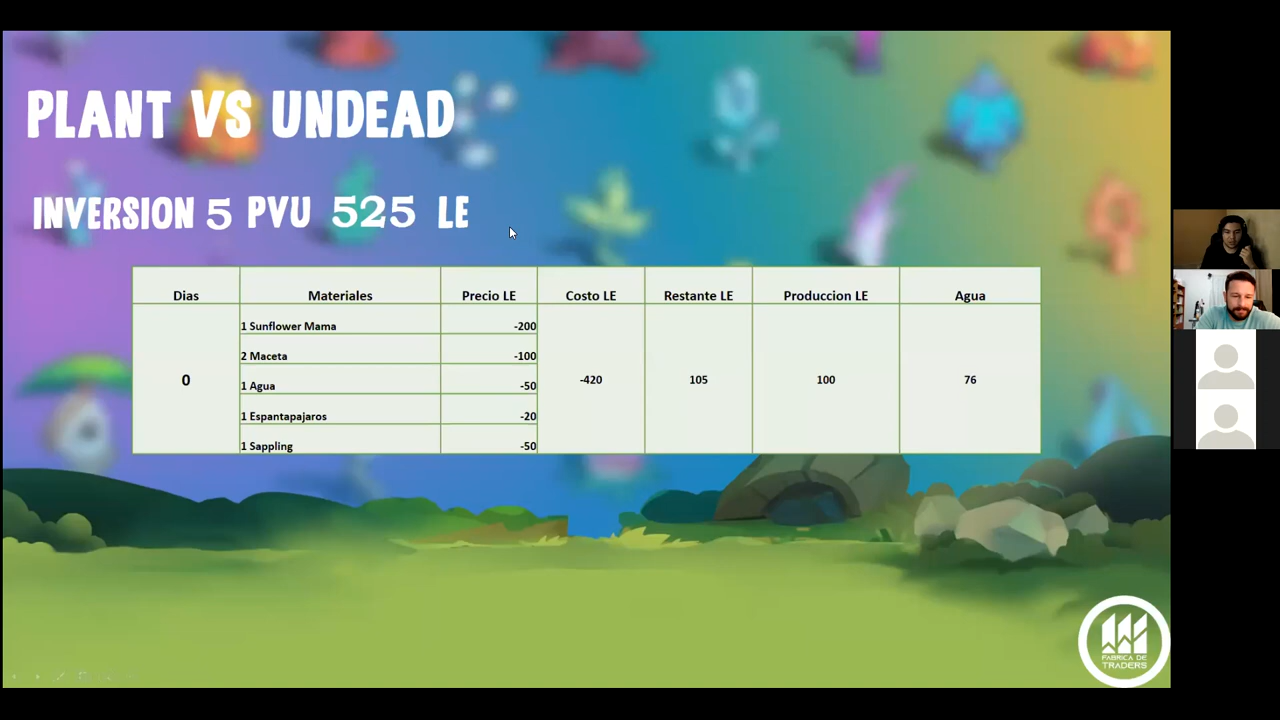 PLANT VS UNDEAD
INVERSION 5 PVU 525 LE
Dias Materiales Precio LE Costo LE Restante LE Produccion LE Agua
1 Sunflower Mama -200
2 Maceta -100
0 1 Agua -50 -420 105 100 76
1 Espantapajaros -20
1 Sappling -50
FABRICA DE
TRADERS